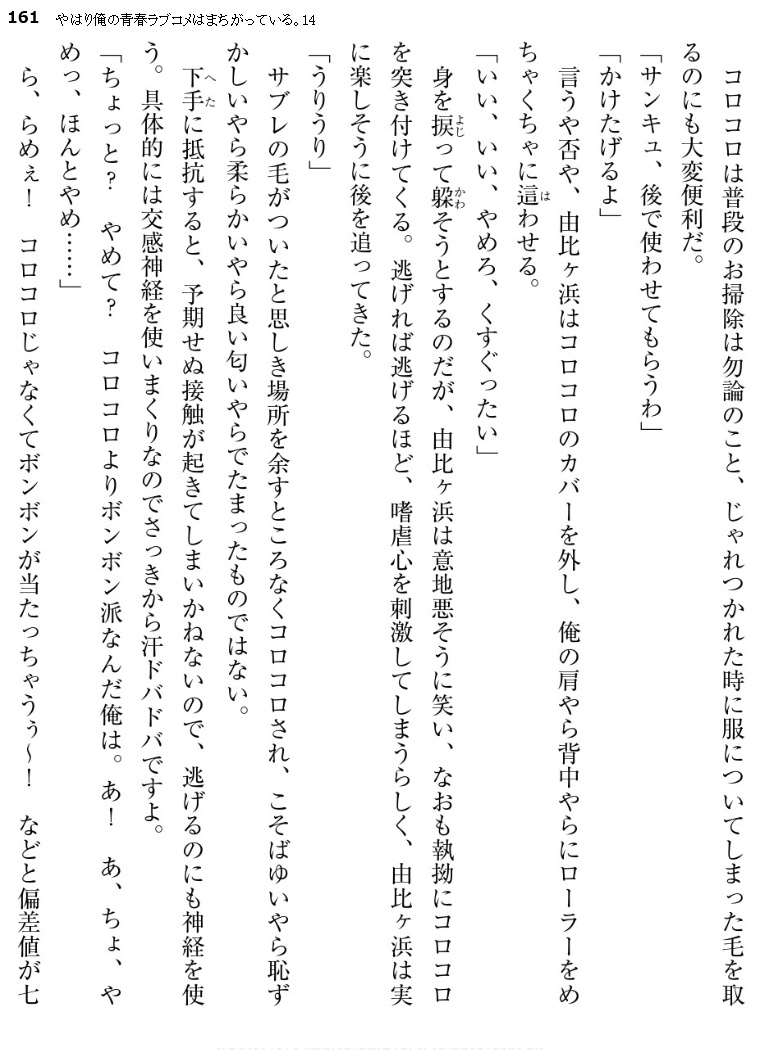 161 やはり俺の青春ラブコメはまちがっている。14
コロコロは普段のお掃除は勿論のこと、じゃれつかれた時に服についてしまった毛を取
るのにも大変便利だ。
「サンキュ、後で使わせてもらうわ」
「かけたげるよ」
言うや否や、由比ヶ浜はコロコロのカバーを外し、俺の肩やら背中やらにローラーをめ
ちゃくちゃに這わせる。
「いい、いい、やめろ、くすぐったい」
身を捩って躱そうとするのだが、由比ヶ浜は意地悪そうに笑い、なおも執拗にコロコロ
を突き付けてくる。逃げれば逃げるほど、嗜虐心を刺激してしまうらしく、由比ヶ浜は実
に楽しそうに後を追ってきた。
「うりうり」
サブレの毛がついたと思しき場所を余すところなくコロコロされ、こそばゆいやら恥ず
かしいやら柔らかいやら良い匂いやらでたまったものではない。
下手に抵抗すると、予期せぬ接触が起きてしまいかねないので、逃げるのにも神経を使
う。具体的には交感神経を使いまくりなのでさっきから汗ドバドバですよ。
「ちょっと？　やめて？　コロコロよりボンボン派なんだ俺は。あ！　あ、ちょ、や
めっ、ほんとやめ……」
ら、らめぇ！　コロコロじゃなくてボンボンが当たっちゃうぅ～！　などと偏差値が七